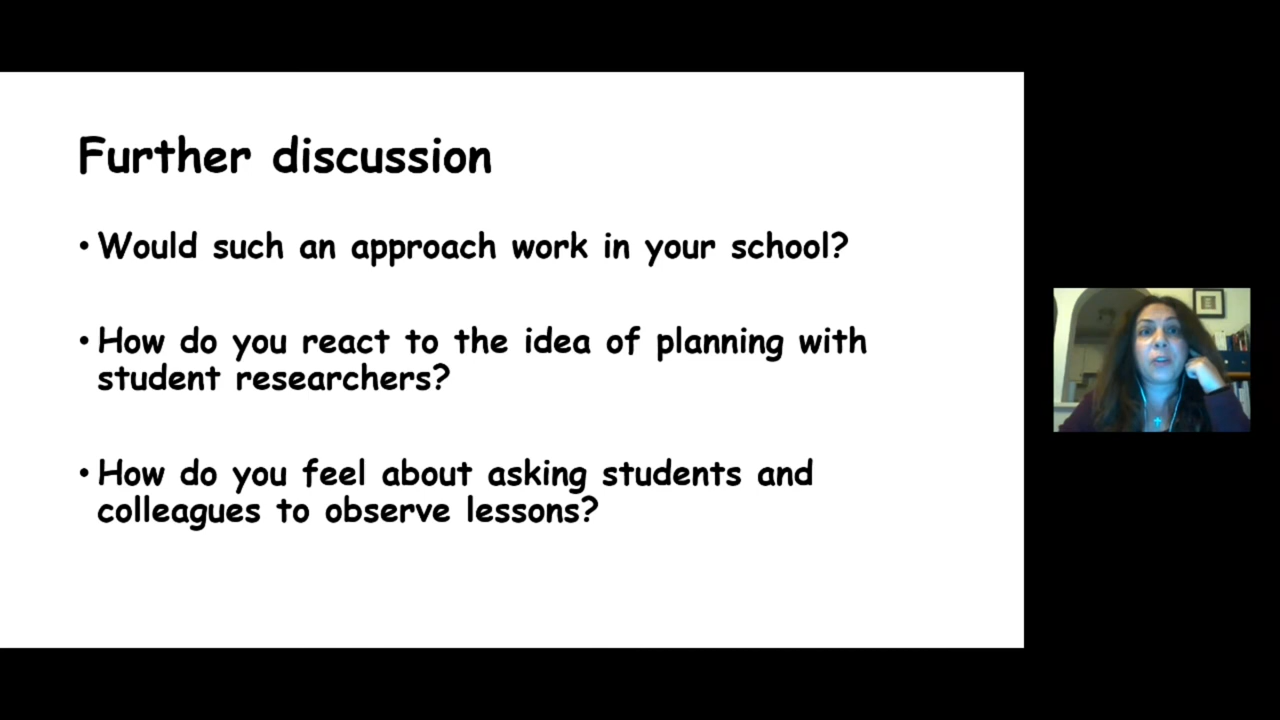 Further discussion
• Would such an approach work in your school?
• How do you react to the idea of planning with
student researchers?
• How do you feel about asking students and
colleagues to observe lessons?